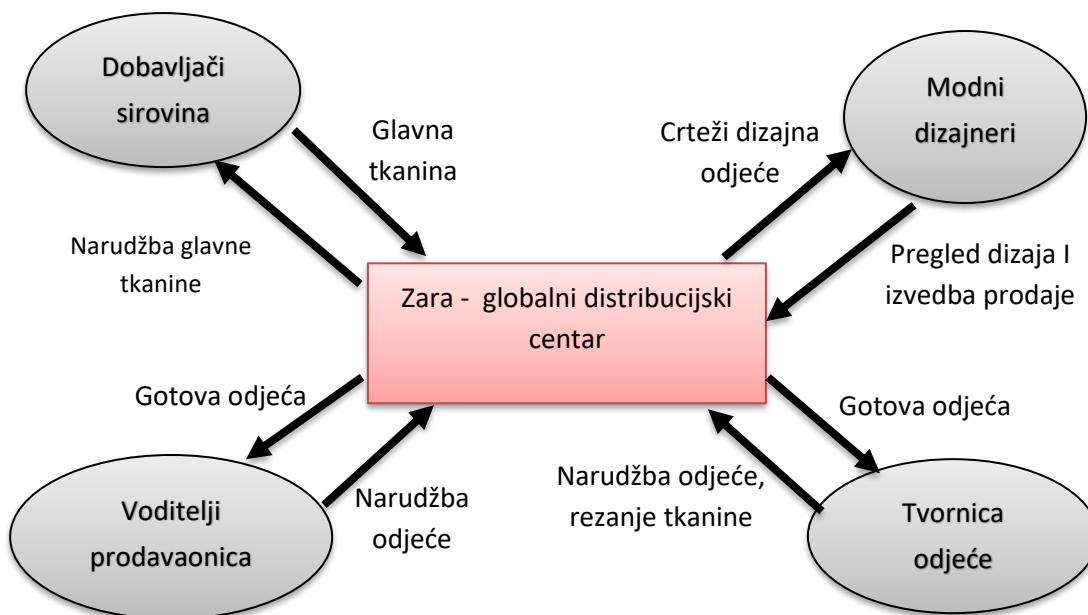 Dobavljači
sirovina
Modni
dizajneri
Glavna
tkanina
Crteži dizajna
odjeće
Narudžba glavne
tkanine
Pregled dizaja I
izvedba prodaje
Zara -  globalni distribucijski
centar
Gotova odjeća
Gotova odjeća
Narudžba
odjeće
Narudžba odjeće,
rezanje tkanine
Voditelji
prodavaonica
Tvornica
odjeće